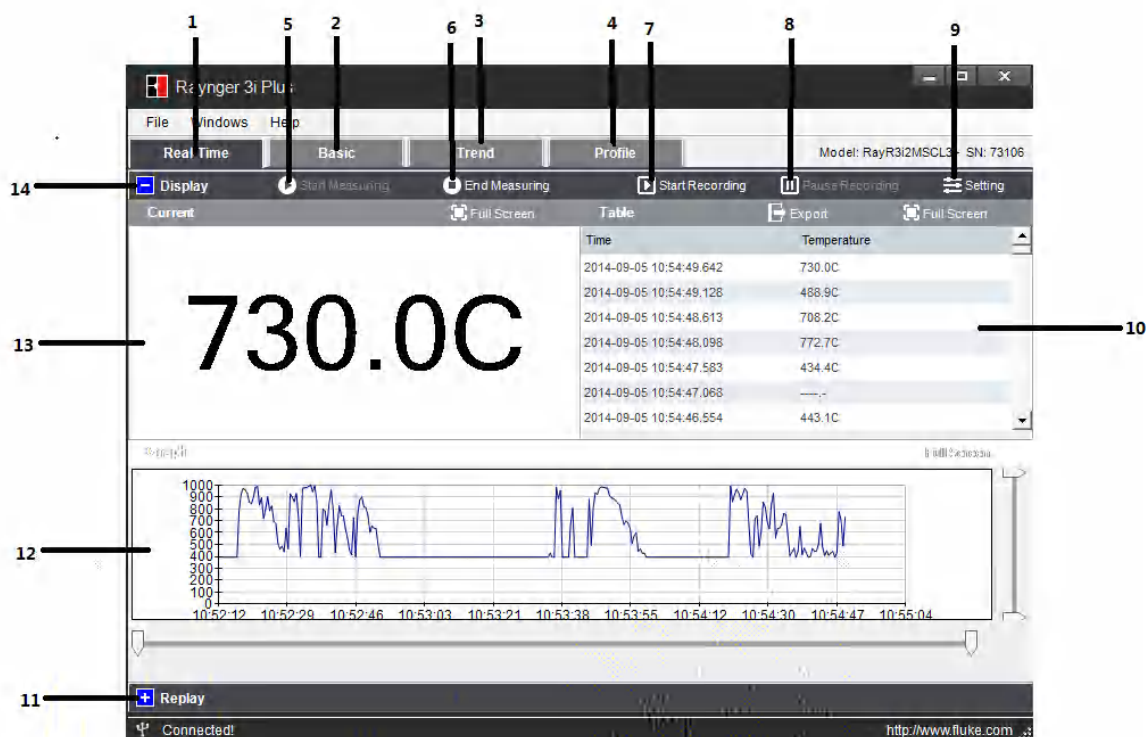 1 5 2 6 3 4 7 8 9
Raynger 3i Plus
File Windows Help
Real Time Basic Trend Profile Model: RayR3i2MSCL3 - SN: 73106
14 Display Start Measuring End Measuring Start Recording Pause Recording Setting
Current Full Screen Table Export Full Screen
Time Temperature
2014-09-05 10:54:49.642 730.0C
2014-09-05 10:54:49.128 488.9C
2014-09-05 10:54:48.613 708.2C
10
13 730.0C
2014-09-05 10:54:48.098 772.7C
2014-09-05 10:54:47.583 434.4C
2014-09-05 10:54:47.068 ----.-
2014-09-05 10:54:46.554 443.1C
Graph Full Screen
1000
900
800
700
600
12 500
400
300
200
100
0
10:52:12 10:52:29 10:52:46 10:53:03 10:53:21 10:53:38 10:53:55 10:54:12 10:54:30 10:54:47 10:55:04
11 Replay
Connected! http://www.fluke.com